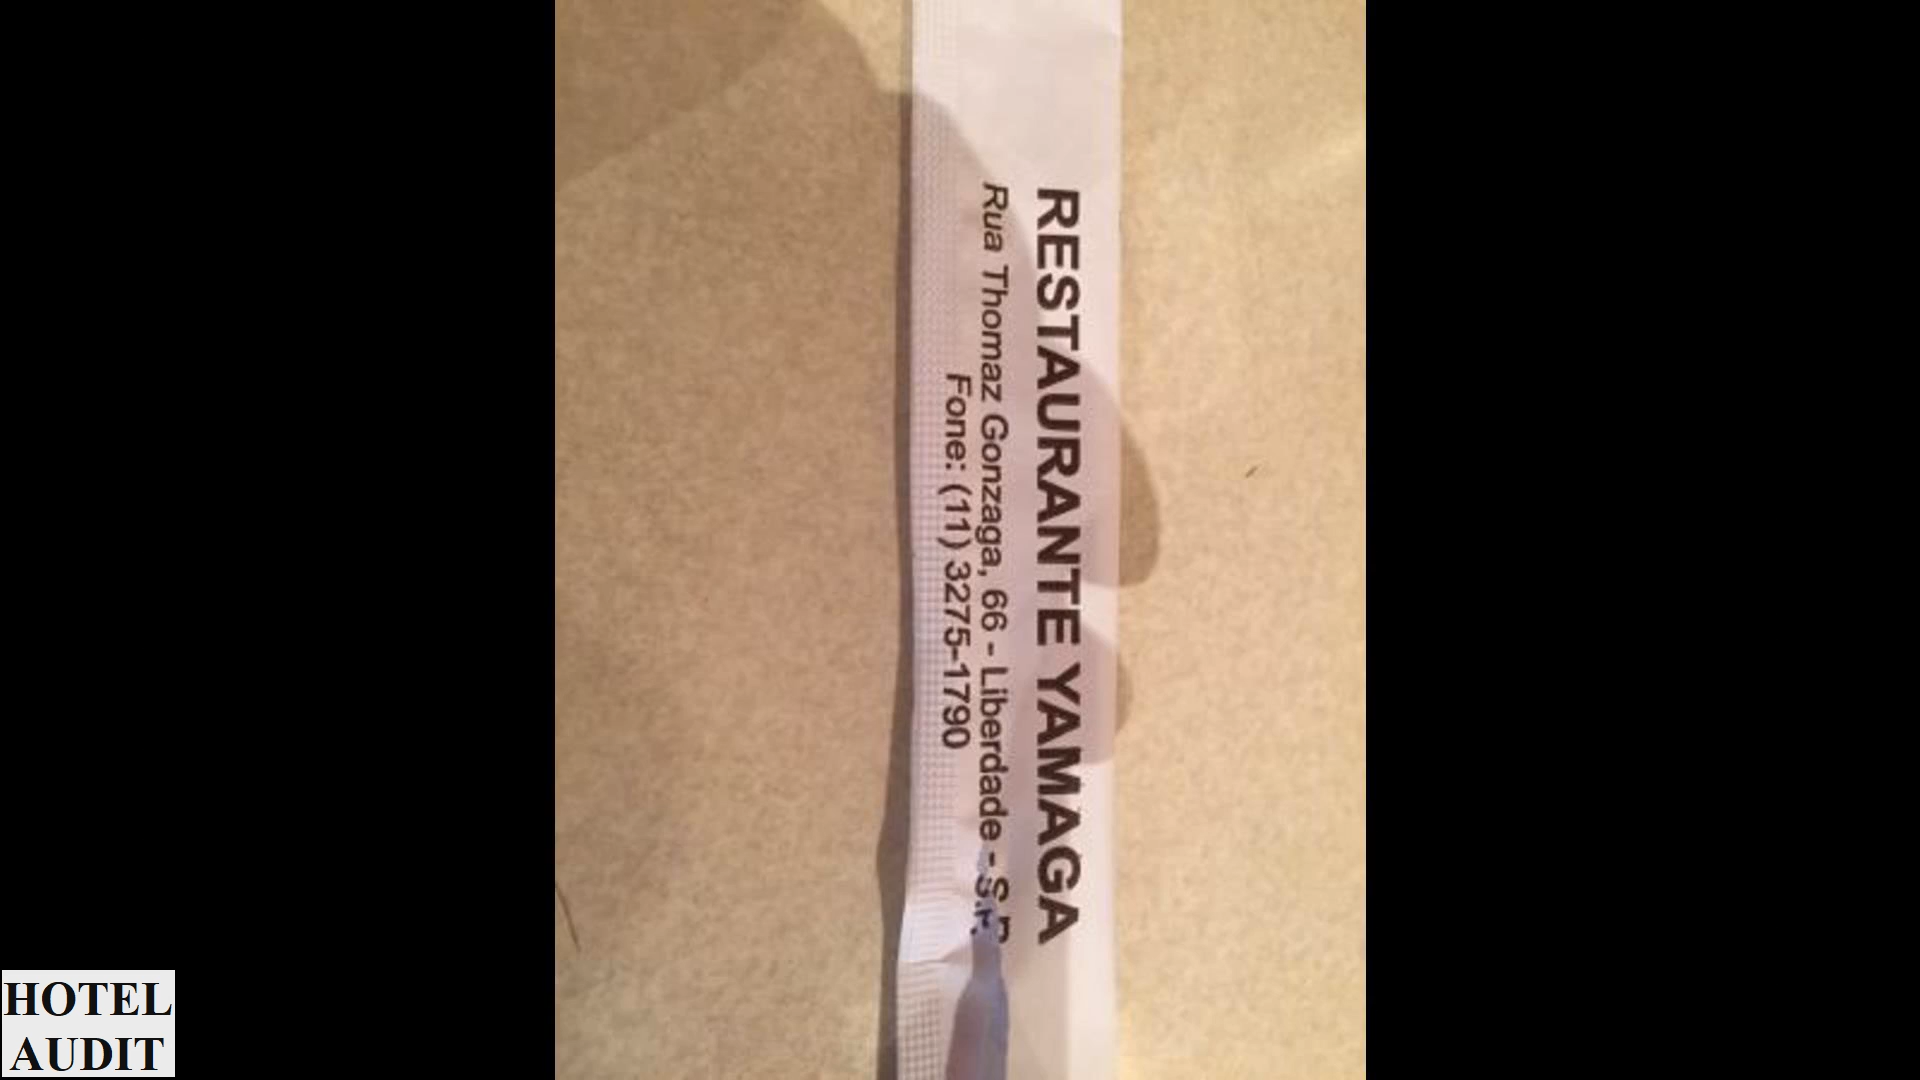 RESTAURANTE YAMAGA
Rua Thomaz Gonzaga, 66 - Liberdade - S.P.
Fone: (11) 3275-1790
HOTEL
AUDIT